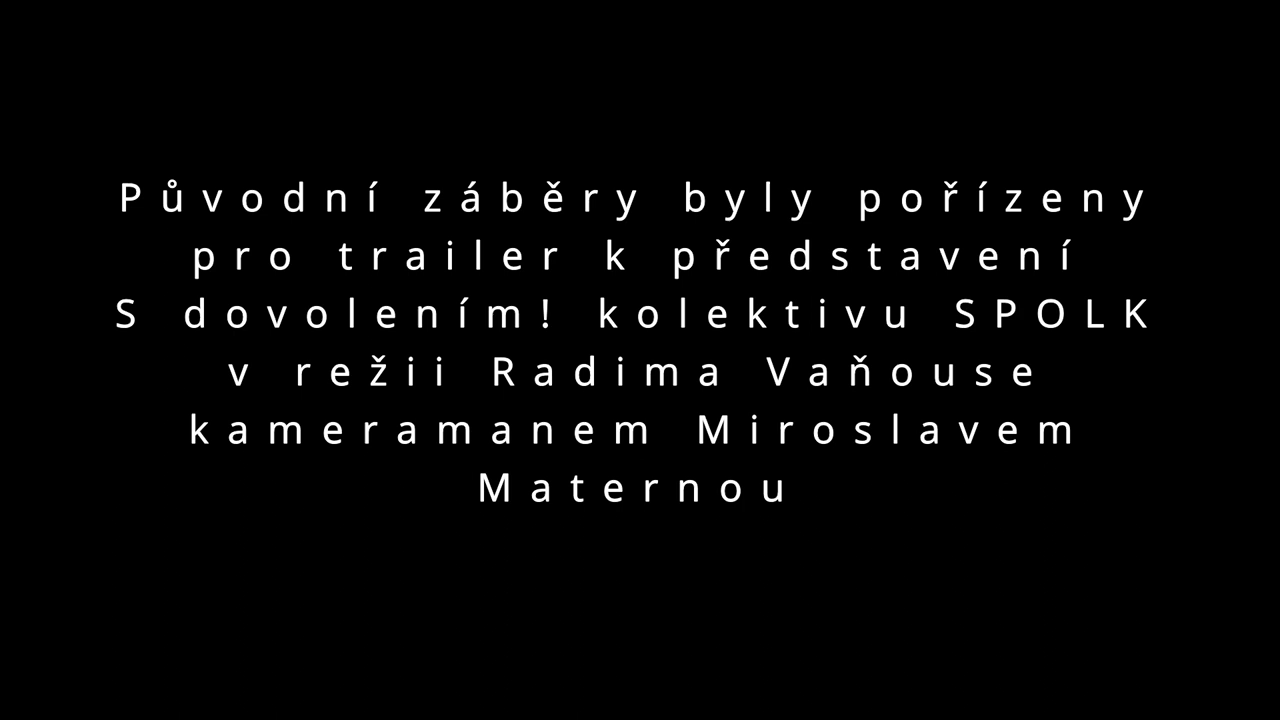 Původní záběry byly pořízeny
pro trailer k představení
S dovolením! kolektivu SPOLK
v režii Radima Vaňouse
kameramanem Miroslavem
Maternou